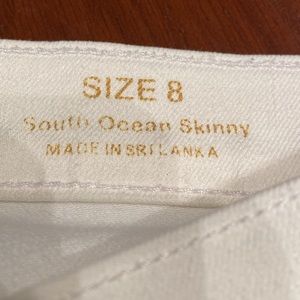 SIZE 8
South Ocean Skinny
MADE IN SRI LANKA